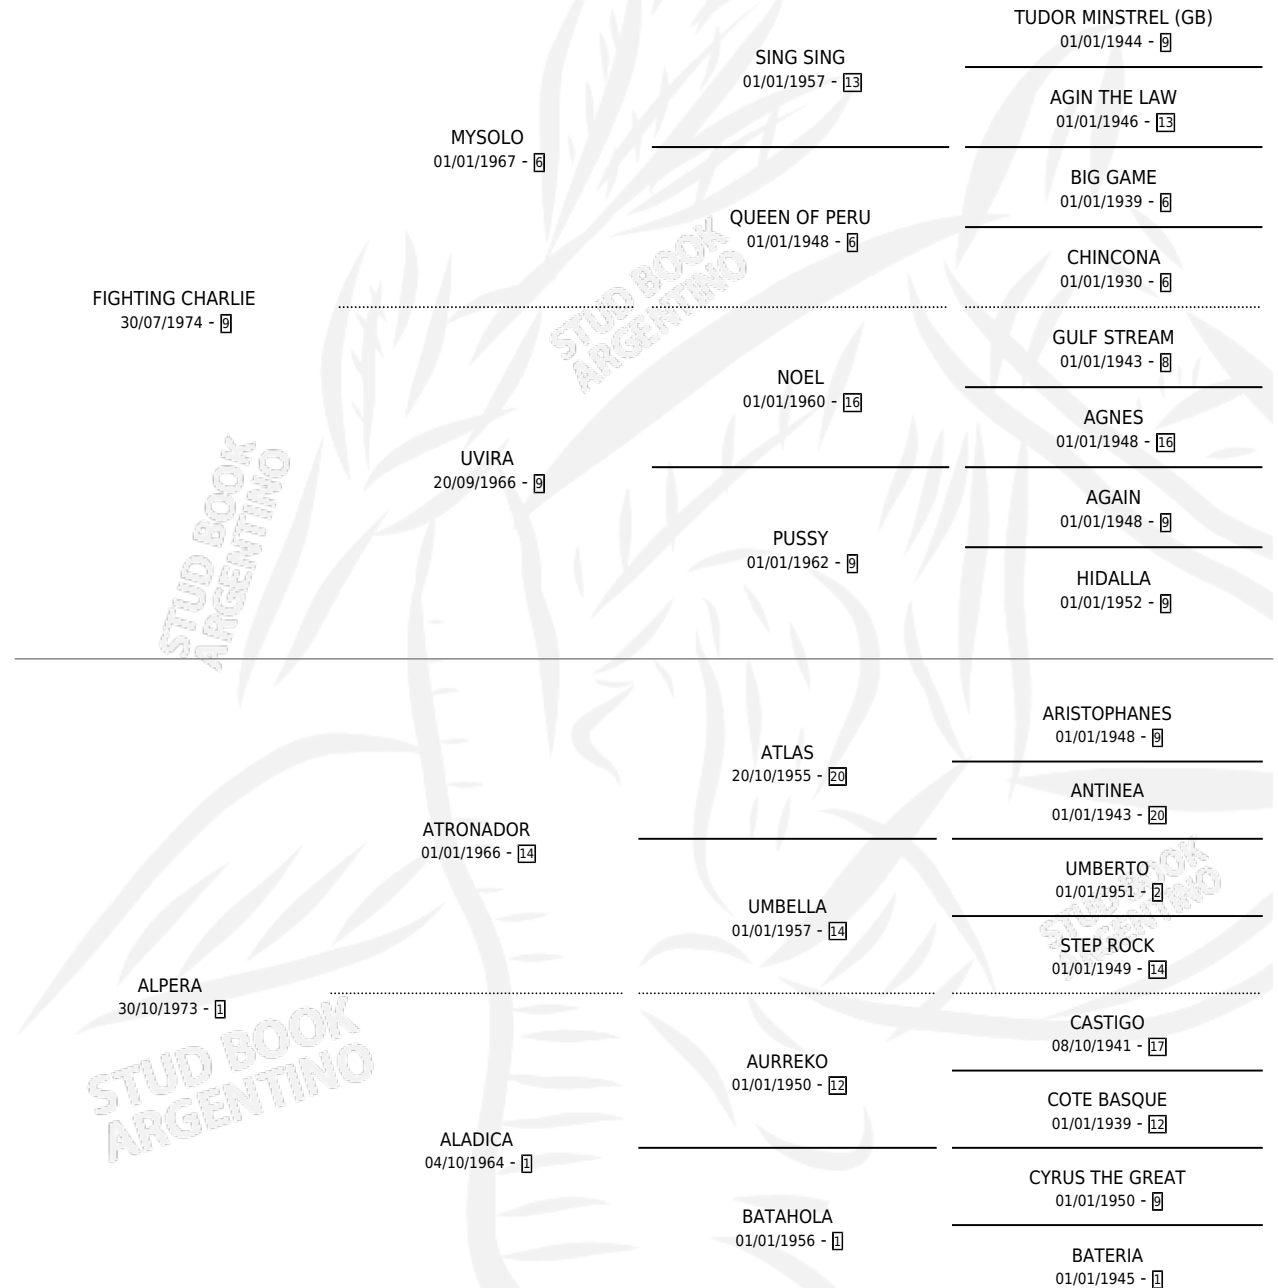 TUDOR MINSTREL (GB)
01/01/1944 - 9
SING SING
01/01/1957 - 13
AGIN THE LAW
01/01/1946 - 13
MYSOLO
01/01/1967 - 6
BIG GAME
01/01/1939 - 6
QUEEN OF PERU
01/01/1948 - 6
CHINCONA
01/01/1930 - 6
FIGHTING CHARLIE
30/07/1974 - 9
GULF STREAM
01/01/1943 - 8
NOEL
01/01/1960 - 16
AGNES
01/01/1948 - 16
UVIRA
20/09/1966 - 9
AGAIN
01/01/1948 - 9
PUSSY
01/01/1962 - 9
HIDALLA
01/01/1952 - 9
STUD BOOK
ARGENTINO
STUD BOOK
ARGENTINO
ARISTOPHANES
01/01/1948 - 9
ATLAS
20/10/1955 - 20
ANTINEA
01/01/1943 - 20
ATRONADOR
01/01/1966 - 14
UMBERTO
01/01/1951 - 2
UMBELLA
01/01/1957 - 14
STEP ROCK
01/01/1949 - 14
ALPERA
30/10/1973 - 1
CASTIGO
08/10/1941 - 17
AURREKO
01/01/1950 - 12
COTE BASQUE
01/01/1939 - 12
ALADICA
04/10/1964 - 1
CYRUS THE GREAT
01/01/1950 - 9
BATAHOLA
01/01/1956 - 1
BATERIA
01/01/1945 - 1
STUD BOOK
ARGENTINO
STUD BOOK
ARGENTINO